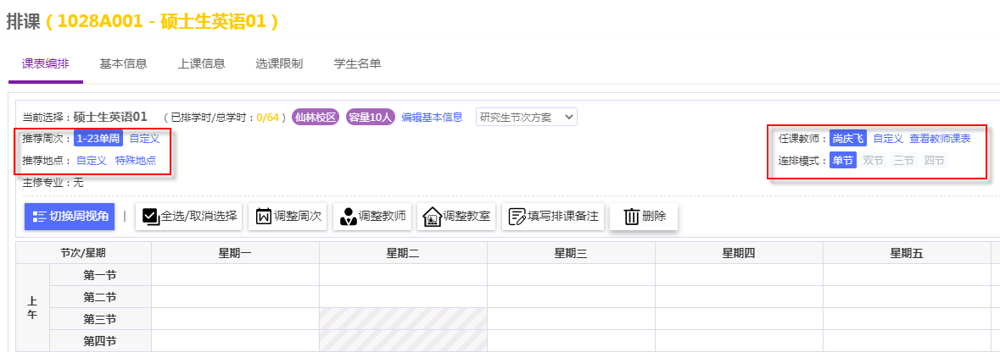 排课（1028A001 - 硕士生英语01）
课表编排 基本信息 上课信息 选课限制 学生名单
当前选择：硕士生英语01 （已排学时/总学时：0/64） 仙林校区 容量10人 编辑基本信息 研究生节次方案
推荐周次： 1-23单周 自定义 任课教师： 尚庆飞 自定义 查看教师课表
推荐地点： 自定义 特殊地点 连排模式： 单节 双节 三节 四节
主修专业：无
切换周视角 | 全选/取消选择 调整周次 调整教师 调整教室 填写排课备注 删除
节次/星期 星期一 星期二 星期三 星期四 星期五
上午
第一节
第二节
第三节
第四节